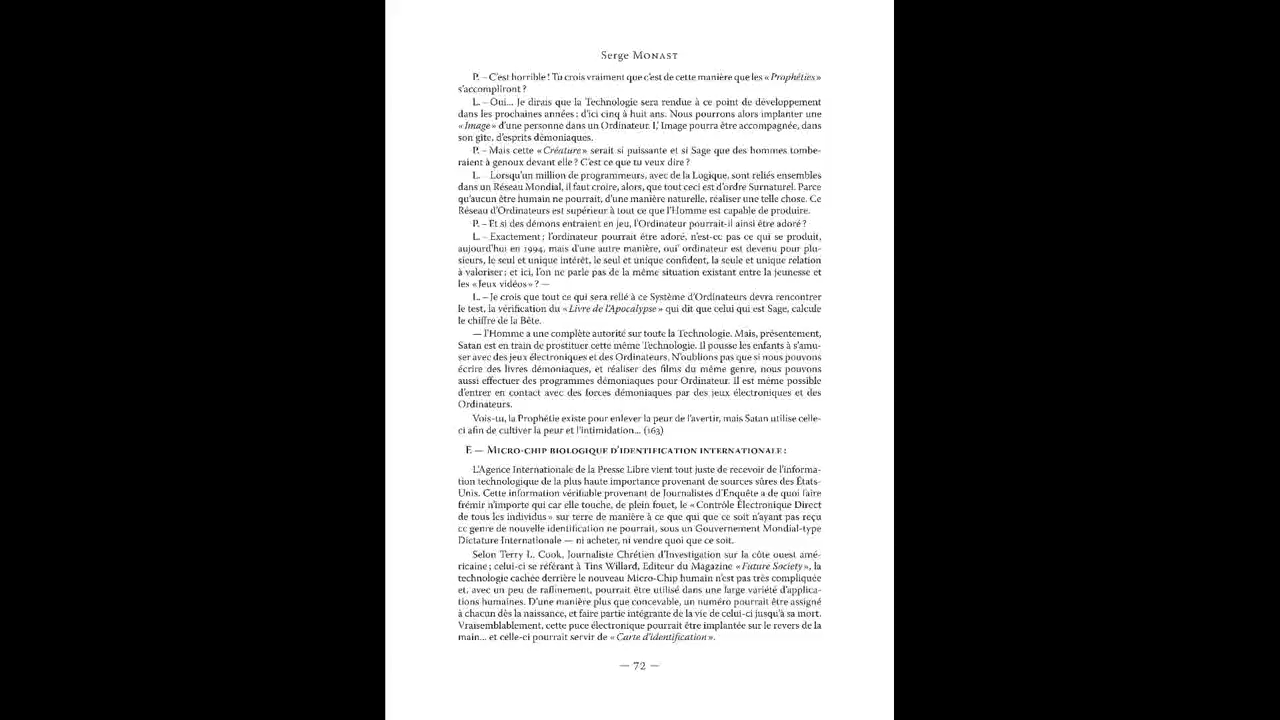 Serge Monast
P. – C'est horrible ! Tu crois vraiment que c'est de cette manière que les « Prophéties »
s'accompliront ?
L. – Oui... Je dirais que la Technologie sera rendue à ce point de développement
dans les prochaines années ; d'ici cinq à huit ans. Nous pourrons alors implanter une
« Image » d'une personne dans un Ordinateur. L' Image pourra être accompagnée, dans
son gîte, d'esprits démoniaques.
P. – Mais cette « Créature » serait si puissante et si Sage que des hommes tombe-
raient à genoux devant elle ? C'est ce que tu veux dire ?
L. – Lorsqu'un million de programmeurs, avec de la Logique, sont reliés ensembles
dans un Réseau Mondial, il faut croire, alors, que tout ceci est d'ordre Surnaturel. Parce
qu'aucun être humain ne pourrait, d'une manière naturelle, réaliser une telle chose. Ce
Réseau d'Ordinateurs est supérieur à tout ce que l'Homme est capable de produire.
P. – Et si des démons entraient en jeu, l'Ordinateur pourrait-il ainsi être adoré ?
L. – Exactement ; l'ordinateur pourrait être adoré, n'est-ce pas ce qui se produit,
aujourd'hui en 1994, mais d'une autre manière, ouï' ordinateur est devenu pour plu-
sieurs, le seul et unique intérêt, le seul et unique confident, la seule et unique relation
à valoriser ; et ici, l'on ne parle pas de la même situation existant entre la jeunesse et
les « Jeux vidéos » ? —
L. – Je crois que tout ce qui sera relié à ce Système d'Ordinateurs devra rencontrer
le test, la vérification du « Livre de l'Apocalypse » qui dit que celui qui est Sage, calcule
le chiffre de la Bête.
— l'Homme a une complète autorité sur toute la Technologie. Mais, présentement,
Satan est en train de prostituer cette même Technologie. Il pousse les enfants à s'amu-
ser avec des jeux électroniques et des Ordinateurs. N'oublions pas que si nous pouvons
écrire des livres démoniaques, et réaliser des films du même genre, nous pouvons
aussi effectuer des programmes démoniaques pour Ordinateur. Il est même possible
d'entrer en contact avec des forces démoniaques par des jeux électroniques et des
Ordinateurs.
Vois-tu, la Prophétie existe pour enlever la peur de l'avertir, mais Satan utilise celle-
ci afin de cultiver la peur et l'intimidation... (163)
F — Micro-chip biologique d'identification internationale :
L'Agence Internationale de la Presse Libre vient tout juste de recevoir de l'informa-
tion technologique de la plus haute importance provenant de sources sûres des États-
Unis. Cette information vérifiable provenant de Journalistes d'Enquête a de quoi faire
frémir n'importe qui car elle touche, de plein fouet, le « Contrôle Électronique Direct
de tous les individus » sur terre de manière à ce que qui que ce soit n'ayant pas reçu
ce genre de nouvelle identification ne pourrait, sous un Gouvernement Mondial-type
Dictature Internationale — ni acheter, ni vendre quoi que ce soit.
Selon Terry L. Cook, Journaliste Chrétien d'Investigation sur la côte ouest amé-
ricaine ; celui-ci se référant à Tins Willard, Editeur du Magazine « Future Society », la
technologie cachée derrière le nouveau Micro-Chip humain n'est pas très compliquée
et, avec un peu de raffinement, pourrait être utilisé dans une large variété d'applica-
tions humaines. D'une manière plus que concevable, un numéro pourrait être assigné
à chacun dès la naissance, et faire partie intégrante de la vie de celui-ci jusqu'à sa mort.
Vraisemblablement, cette puce électronique pourrait être implantée sur le revers de la
main... et celle-ci pourrait servir de « Carte d'identification ».
— 72 —